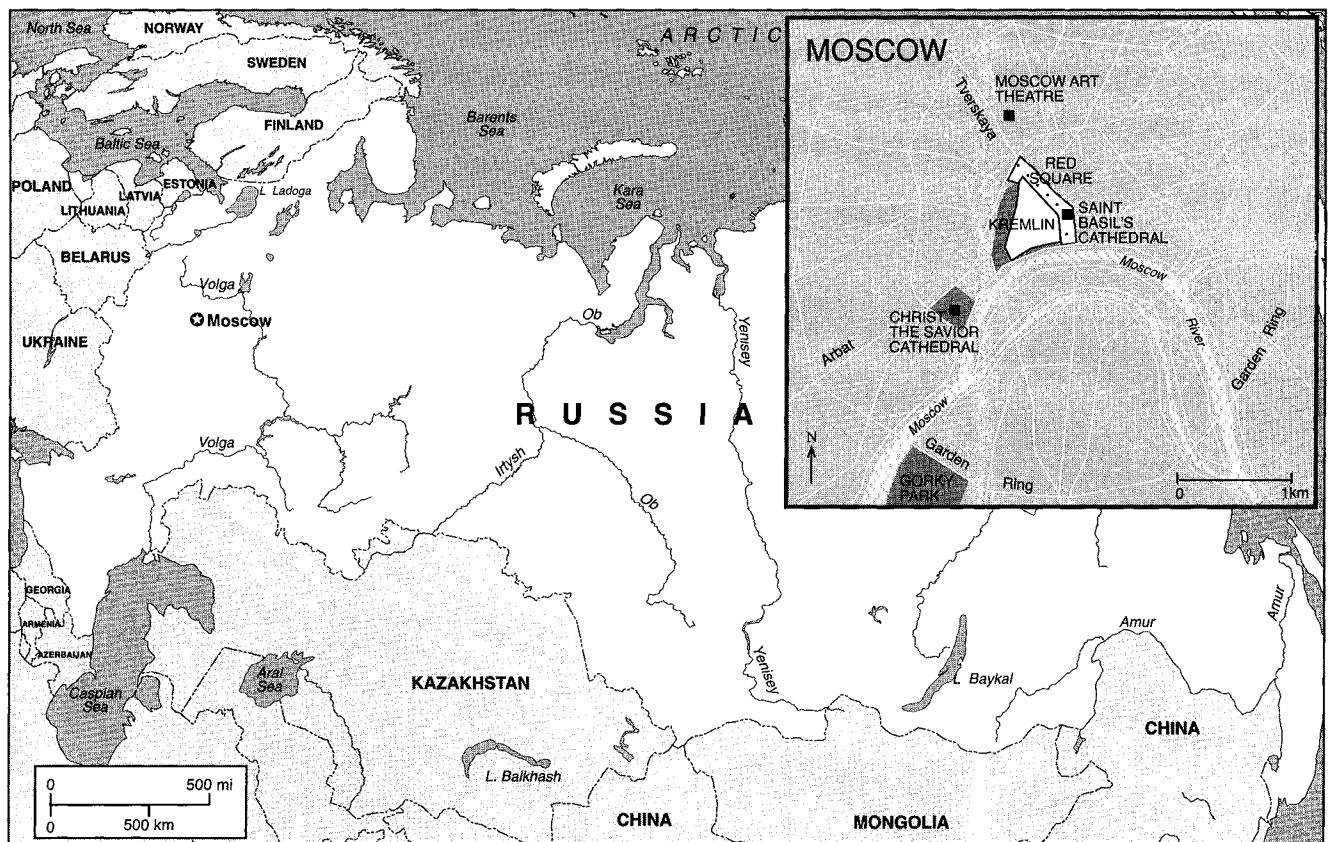 North Sea
NORWAY
SWEDEN
FINLAND
ARCTIC
Barents
Sea
Kara
Sea
Baltic Sea
POLAND
LITHUANIA
LATVIA
ESTONIA
L. Ladoga
BELARUS
UKRAINE
Volga
Moscow
Ob
Yenisey
RUSSIA
Volga
Irtysh
Ob
GEORGIA
ARMENIA
AZERBAIJAN
Caspian
Sea
Aral
Sea
KAZAKHSTAN
Yenisey
L. Baykal
Amur
Amur
CHINA
L. Balkhash
CHINA
MONGOLIA
0 500 mi
0 500 km
MOSCOW
MOSCOW ART
THEATRE
Tverskaya
RED
SQUARE
KREMLIN
SAINT
BASIL'S
CATHEDRAL
Moscow
River
CHRIST
THE SAVIOR
CATHEDRAL
Arbat
Garden Ring
Moscow
Garden
Ring
GORKY
PARK
N
0 1km